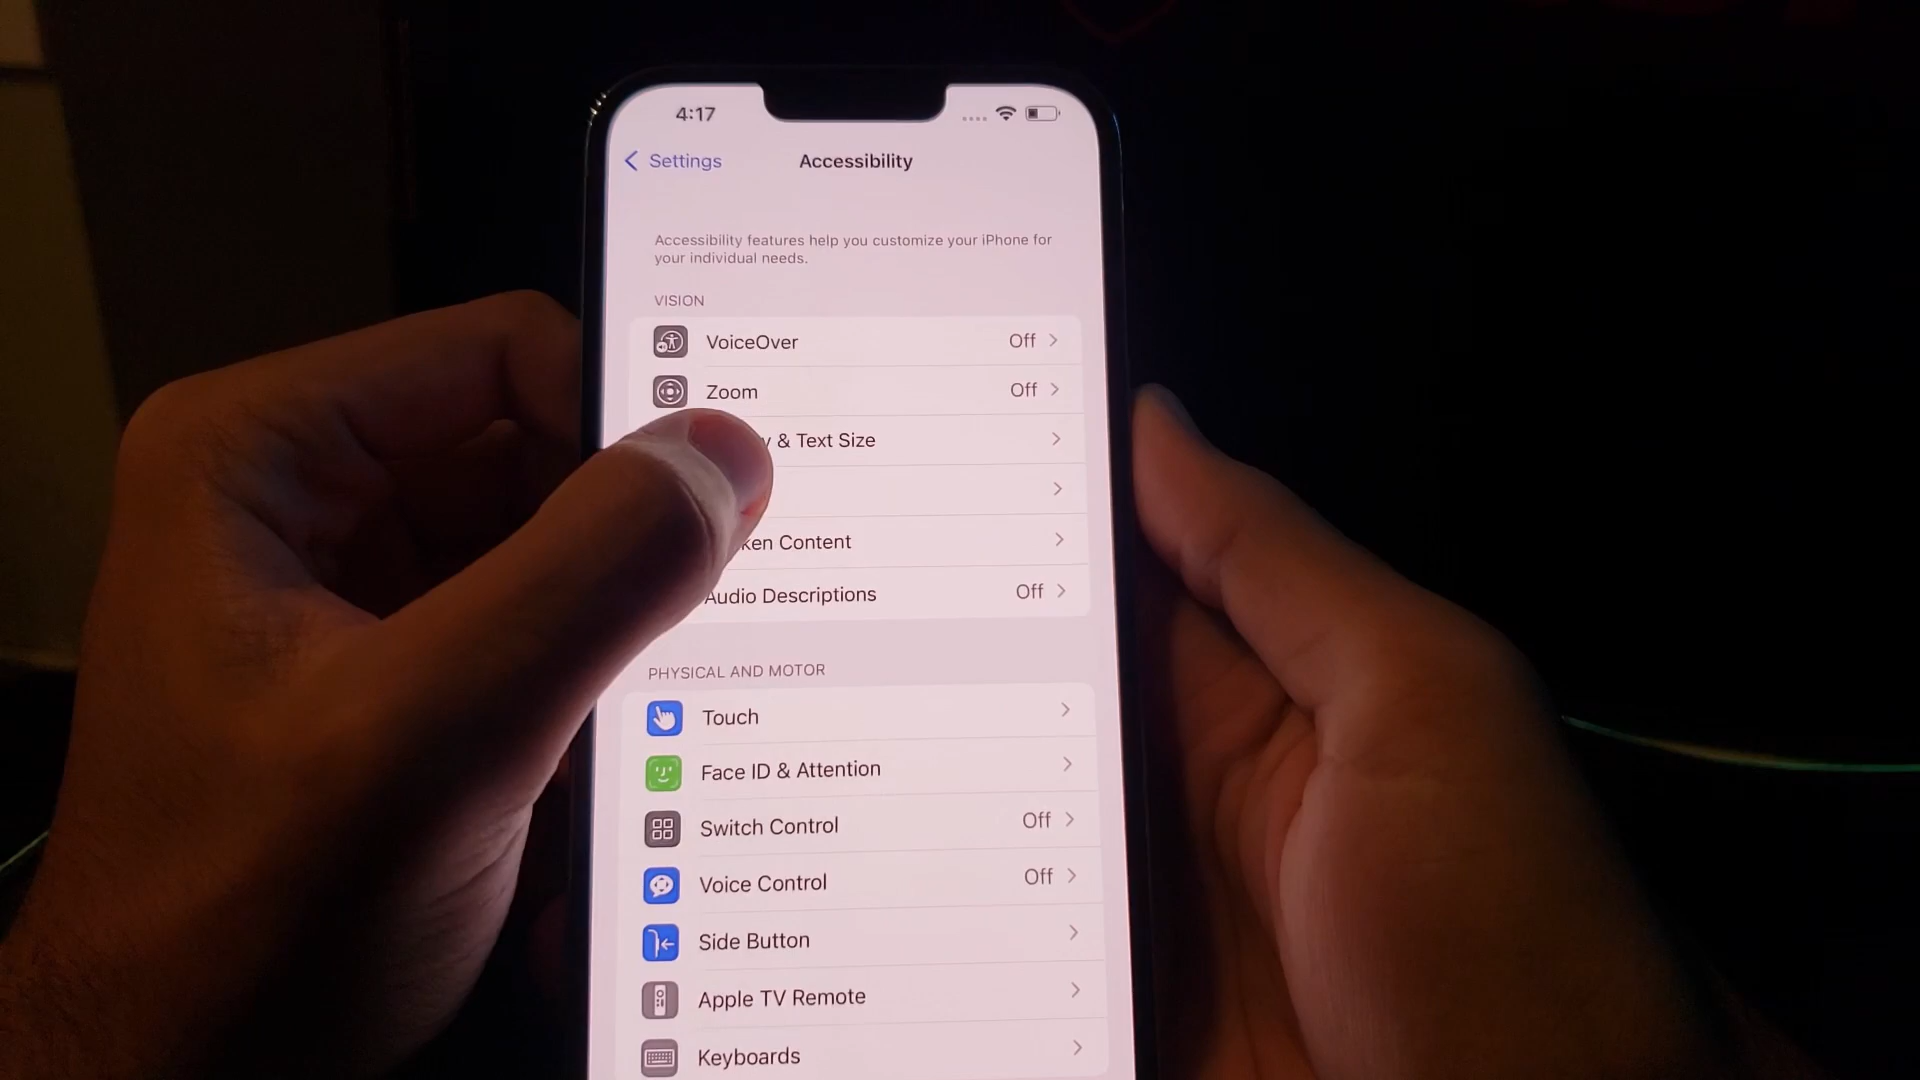 4:17
Settings
Accessibility
Accessibility features help you customize your iPhone for
your individual needs.
VISION
VoiceOver Off
Zoom Off
& Text Size
Content
Audio Descriptions Off
PHYSICAL AND MOTOR
Touch
Face ID & Attention
Switch Control Off
Voice Control Off
Side Button
Apple TV Remote
Keyboards